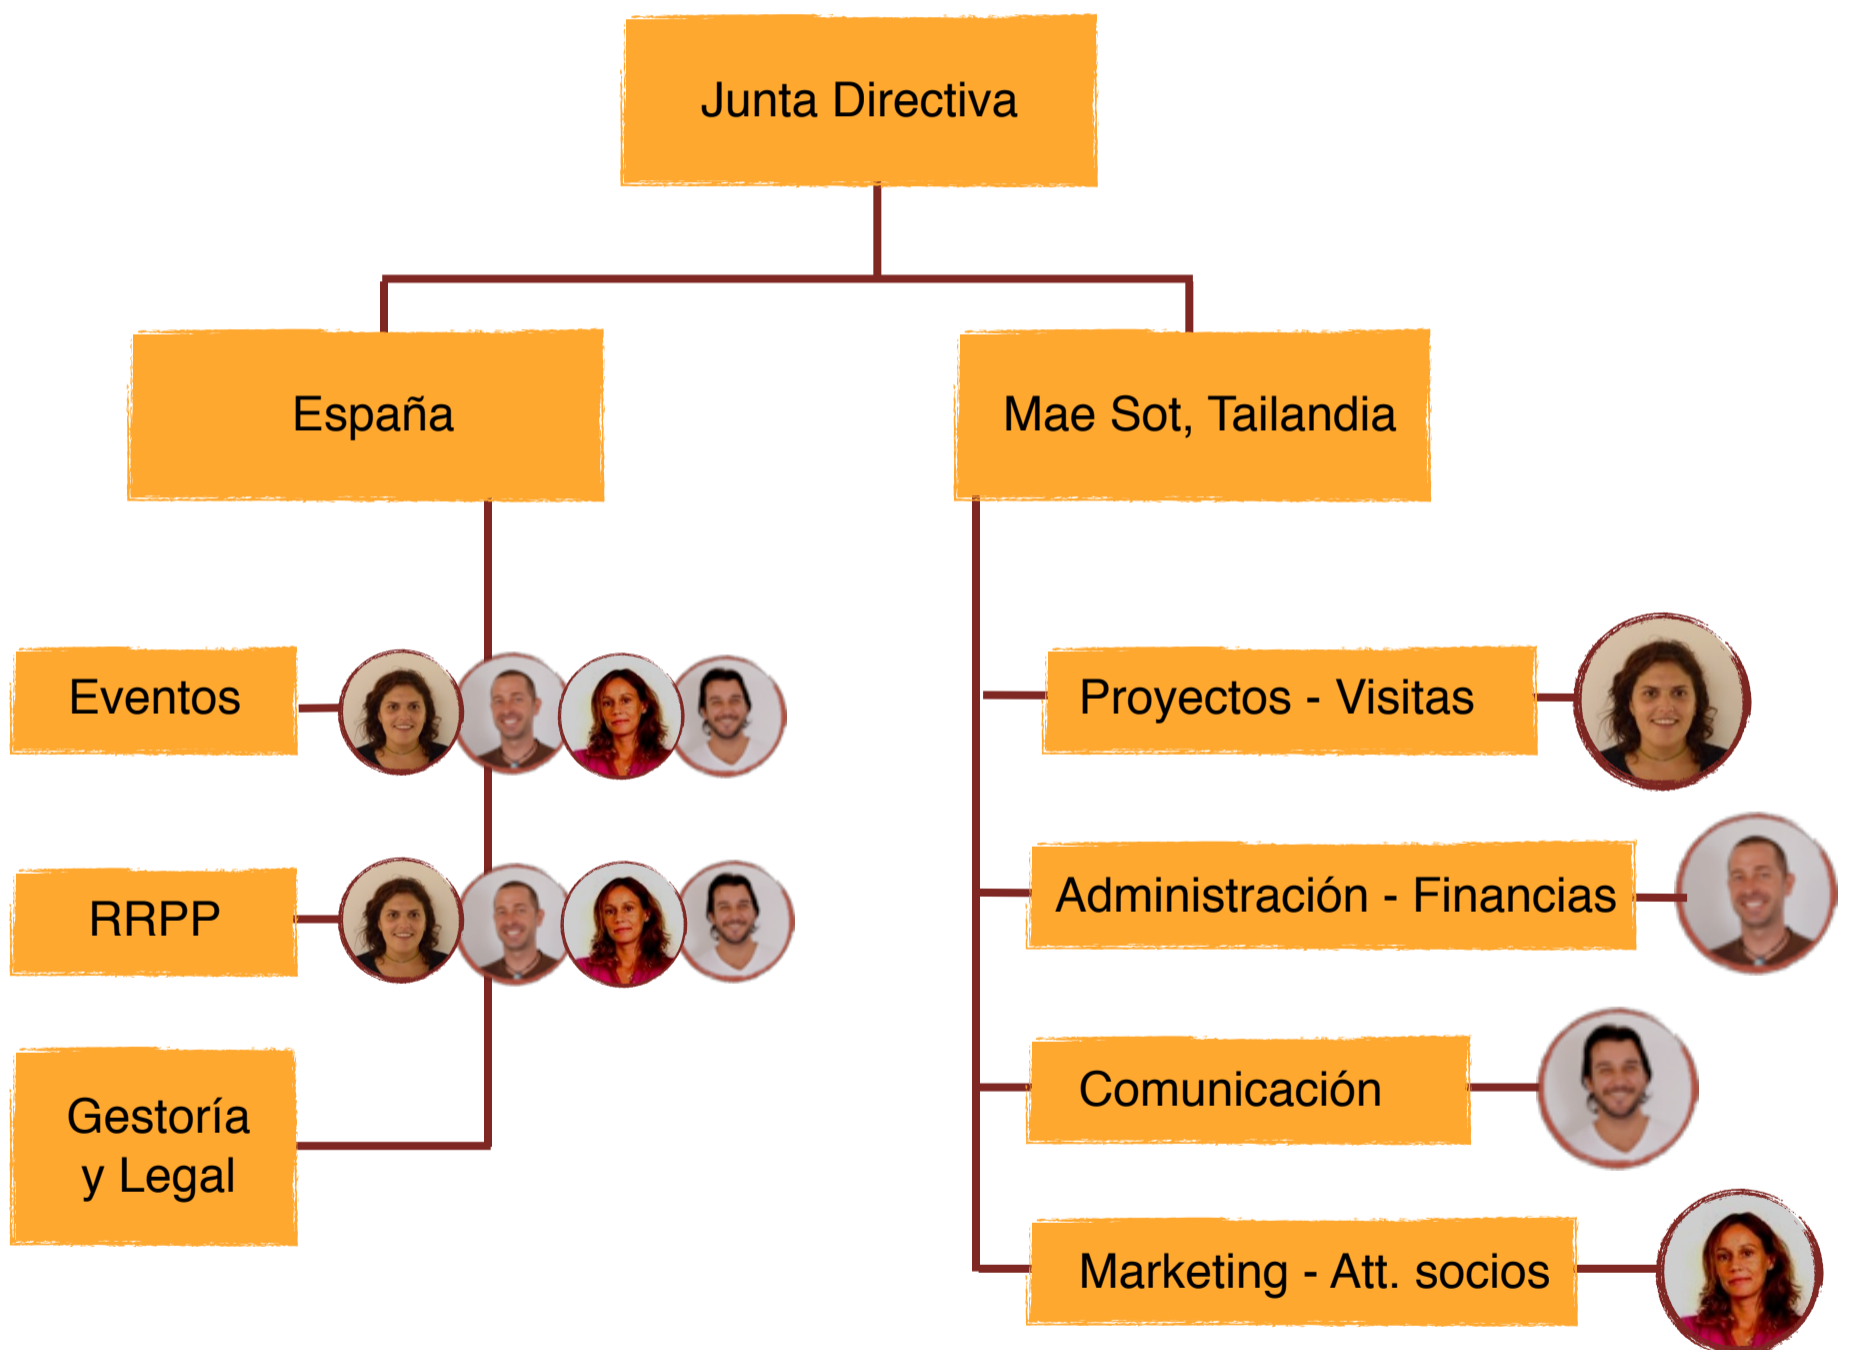 Junta Directiva
España
Mae Sot, Tailandia
Eventos
RRPP
Gestoría
y Legal
Proyectos - Visitas
Administración - Financias
Comunicación
Marketing - Att. socios